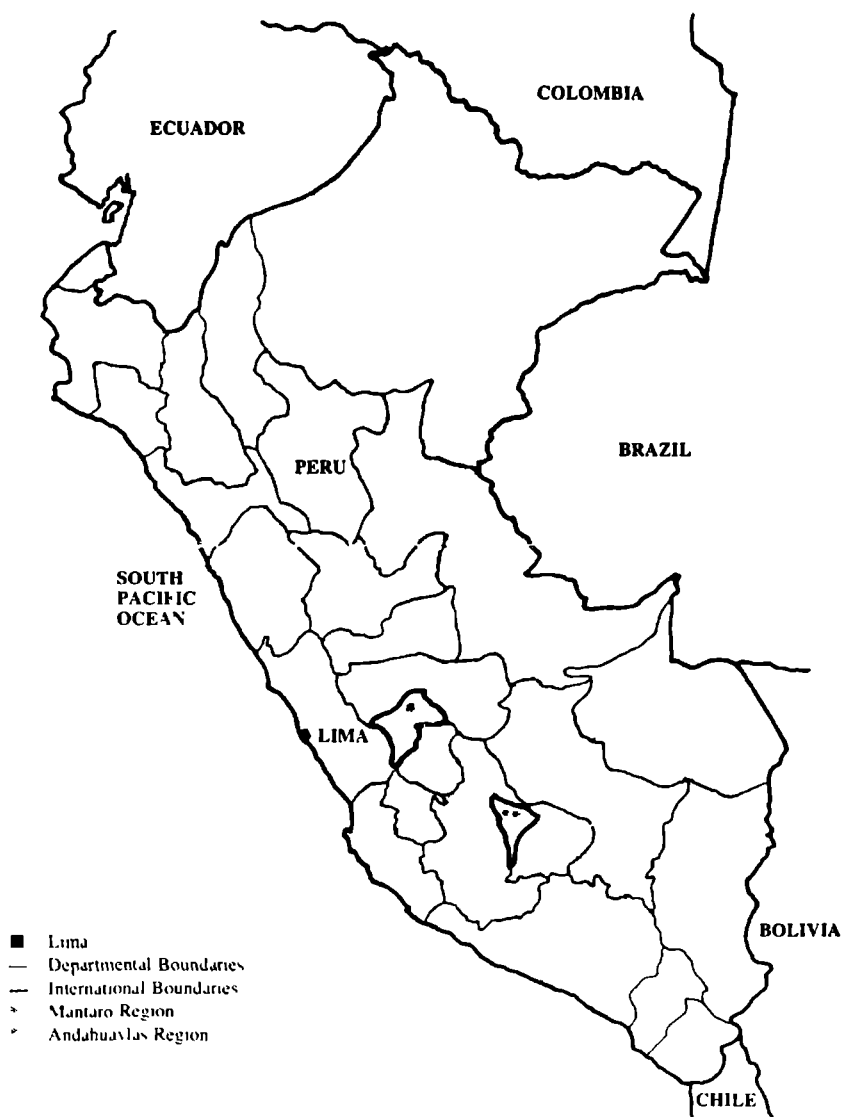 COLOMBIA
ECUADOR
BRAZIL
PERU
SOUTH
PACIFIC
OCEAN
LIMA
BOLIVIA
Lima
Departmental Boundaries
International Boundaries
Mantaro Region
Andahuaylas Region
CHILE